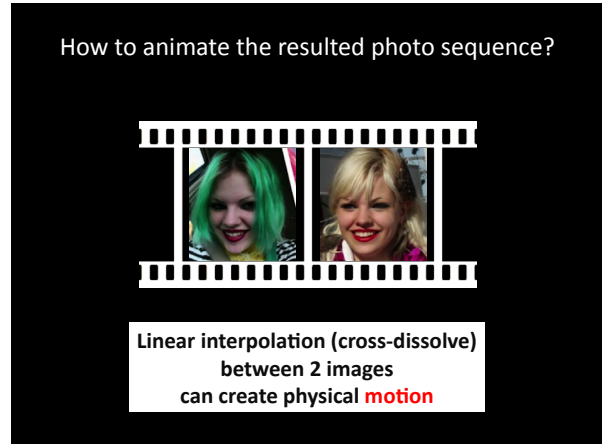 How to animate the resulted photo sequence?
Linear interpolation (cross-dissolve)
between 2 images
can create physical motion